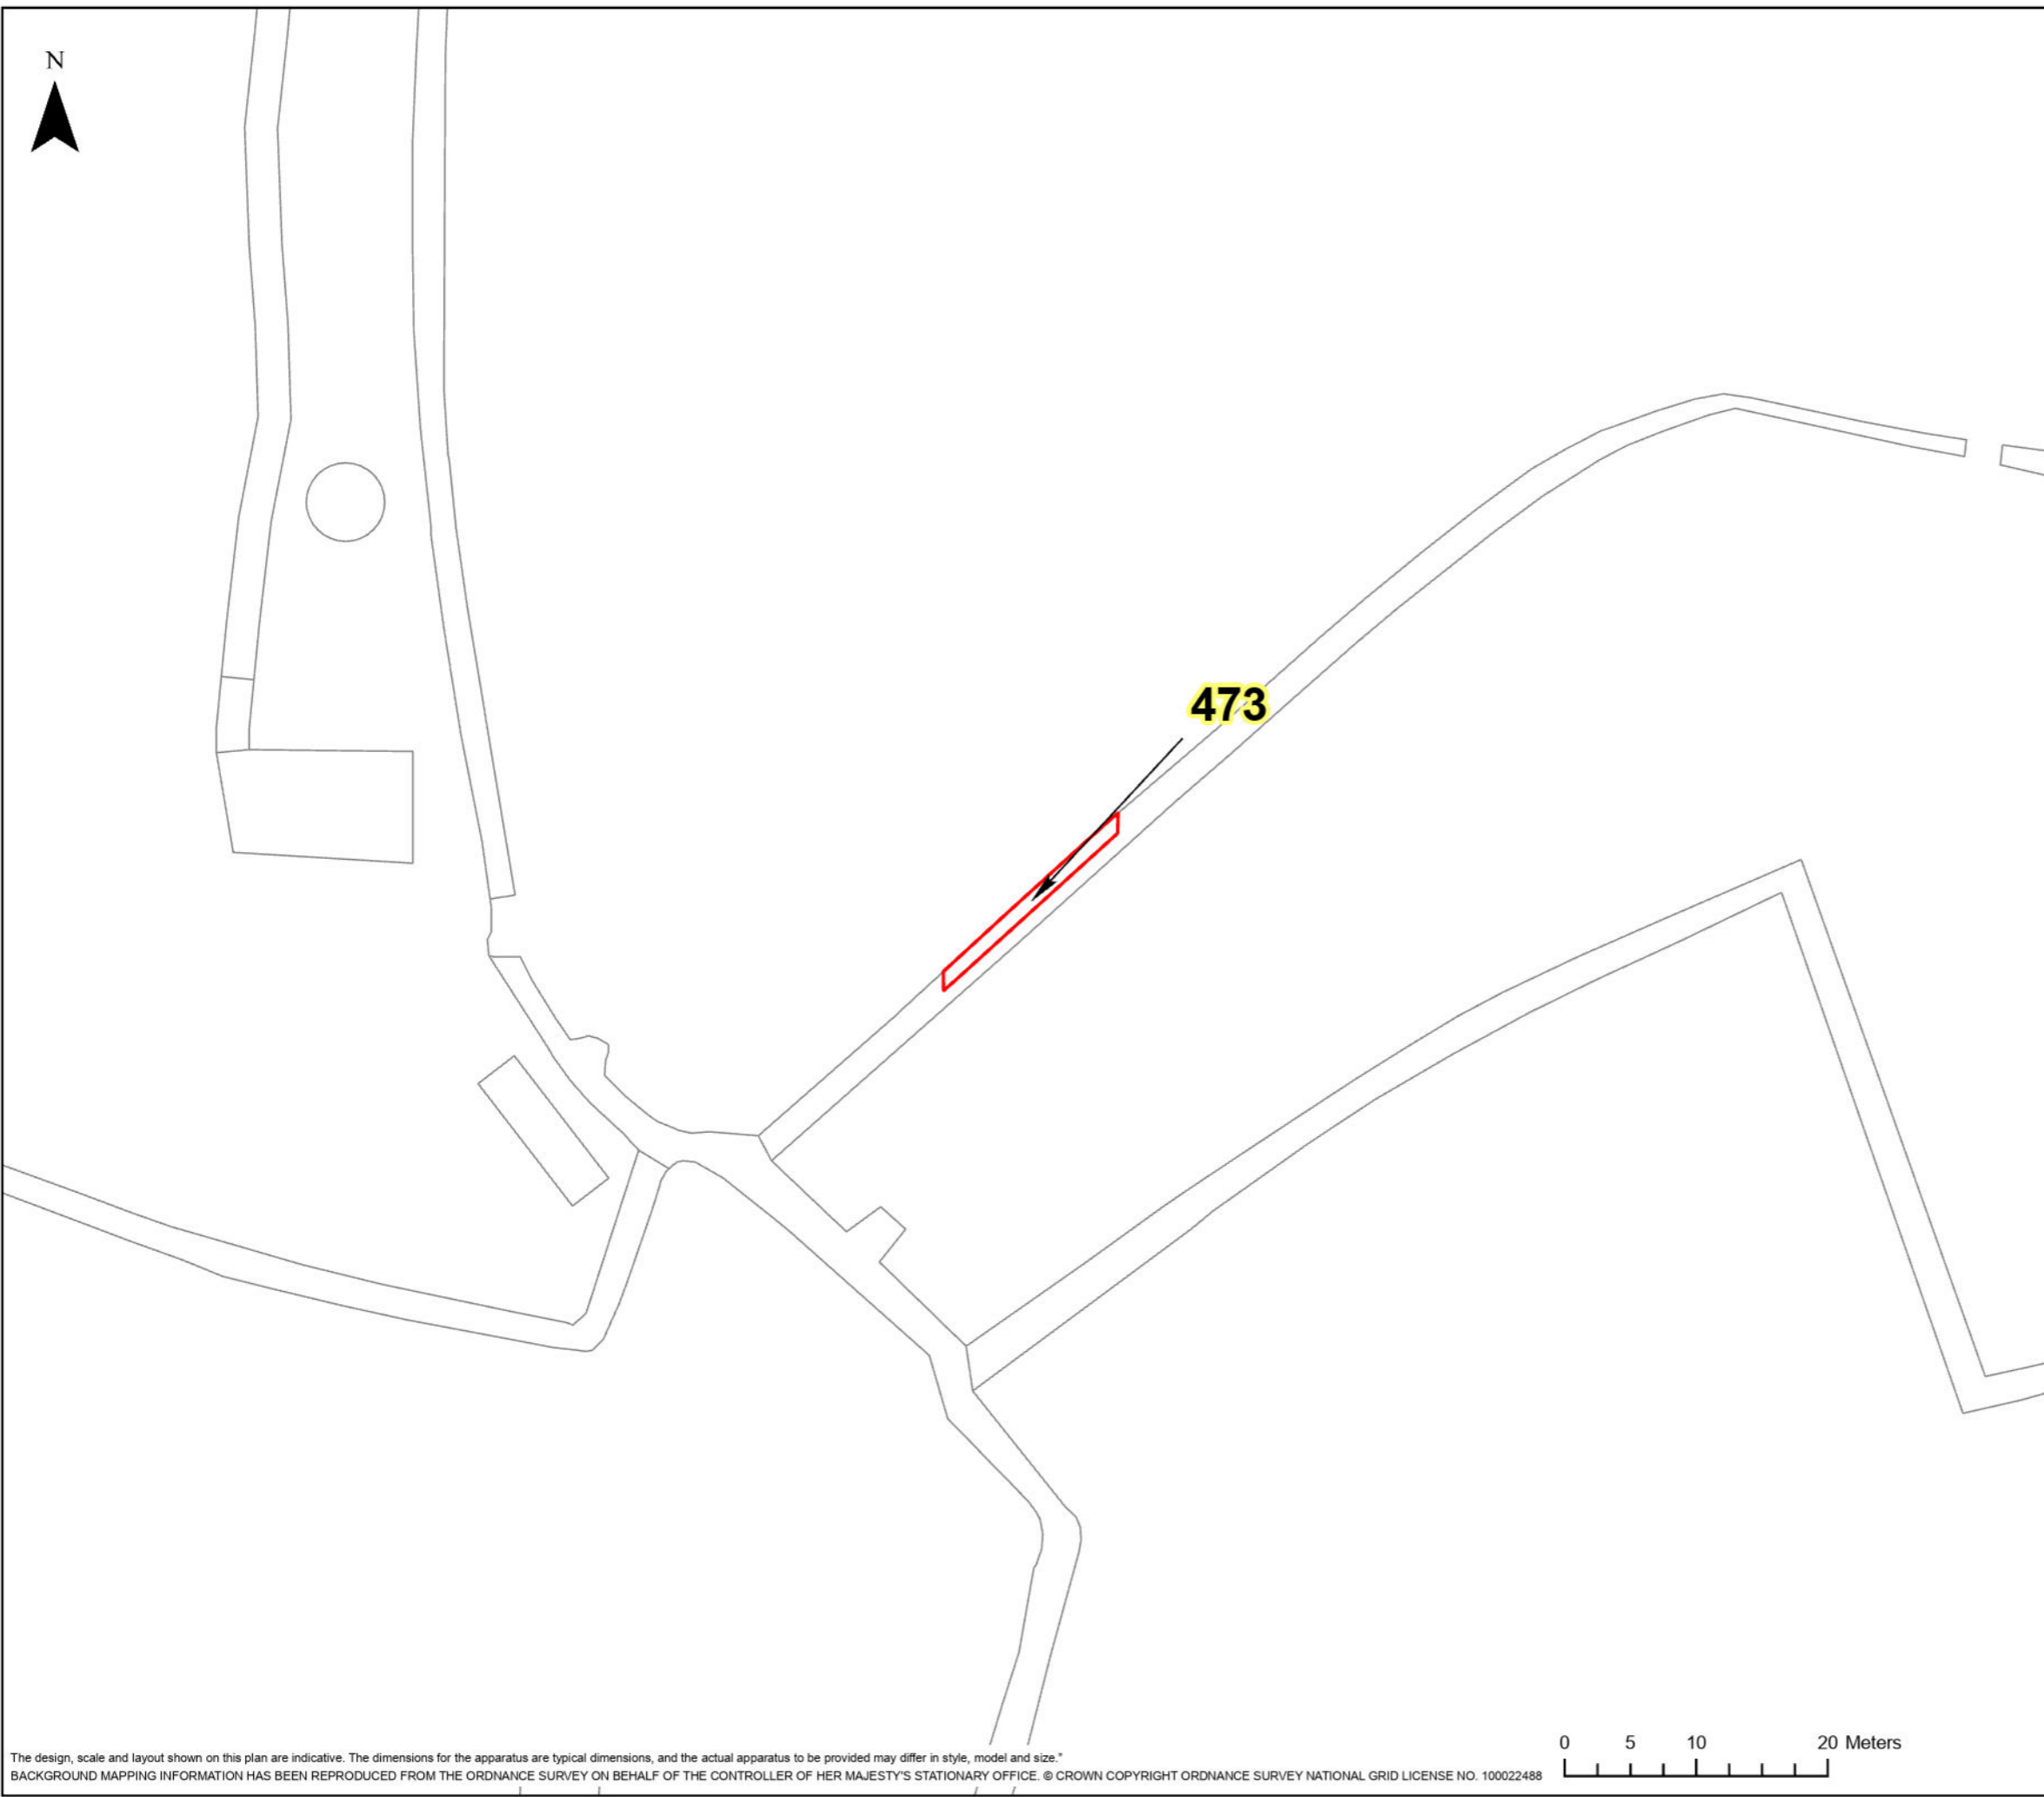 N
473
0 5 10 20 Meters
The design, scale and layout shown on this plan are indicative. The dimensions for the apparatus are typical dimensions, and the actual apparatus to be provided may differ in style, model and size."
BACKGROUND MAPPING INFORMATION HAS BEEN REPRODUCED FROM THE ORDNANCE SURVEY ON BEHALF OF THE CONTROLLER OF HER MAJESTY'S STATIONARY OFFICE. © CROWN COPYRIGHT ORDNANCE SURVEY NATIONAL GRID LICENSE NO. 100022488